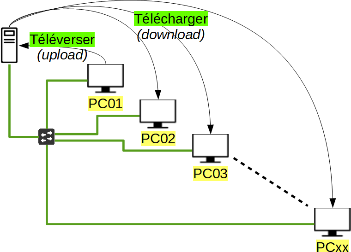 Téléverser
(upload)
Télécharger
(download)
PC01
PC02
PC03
PCxx